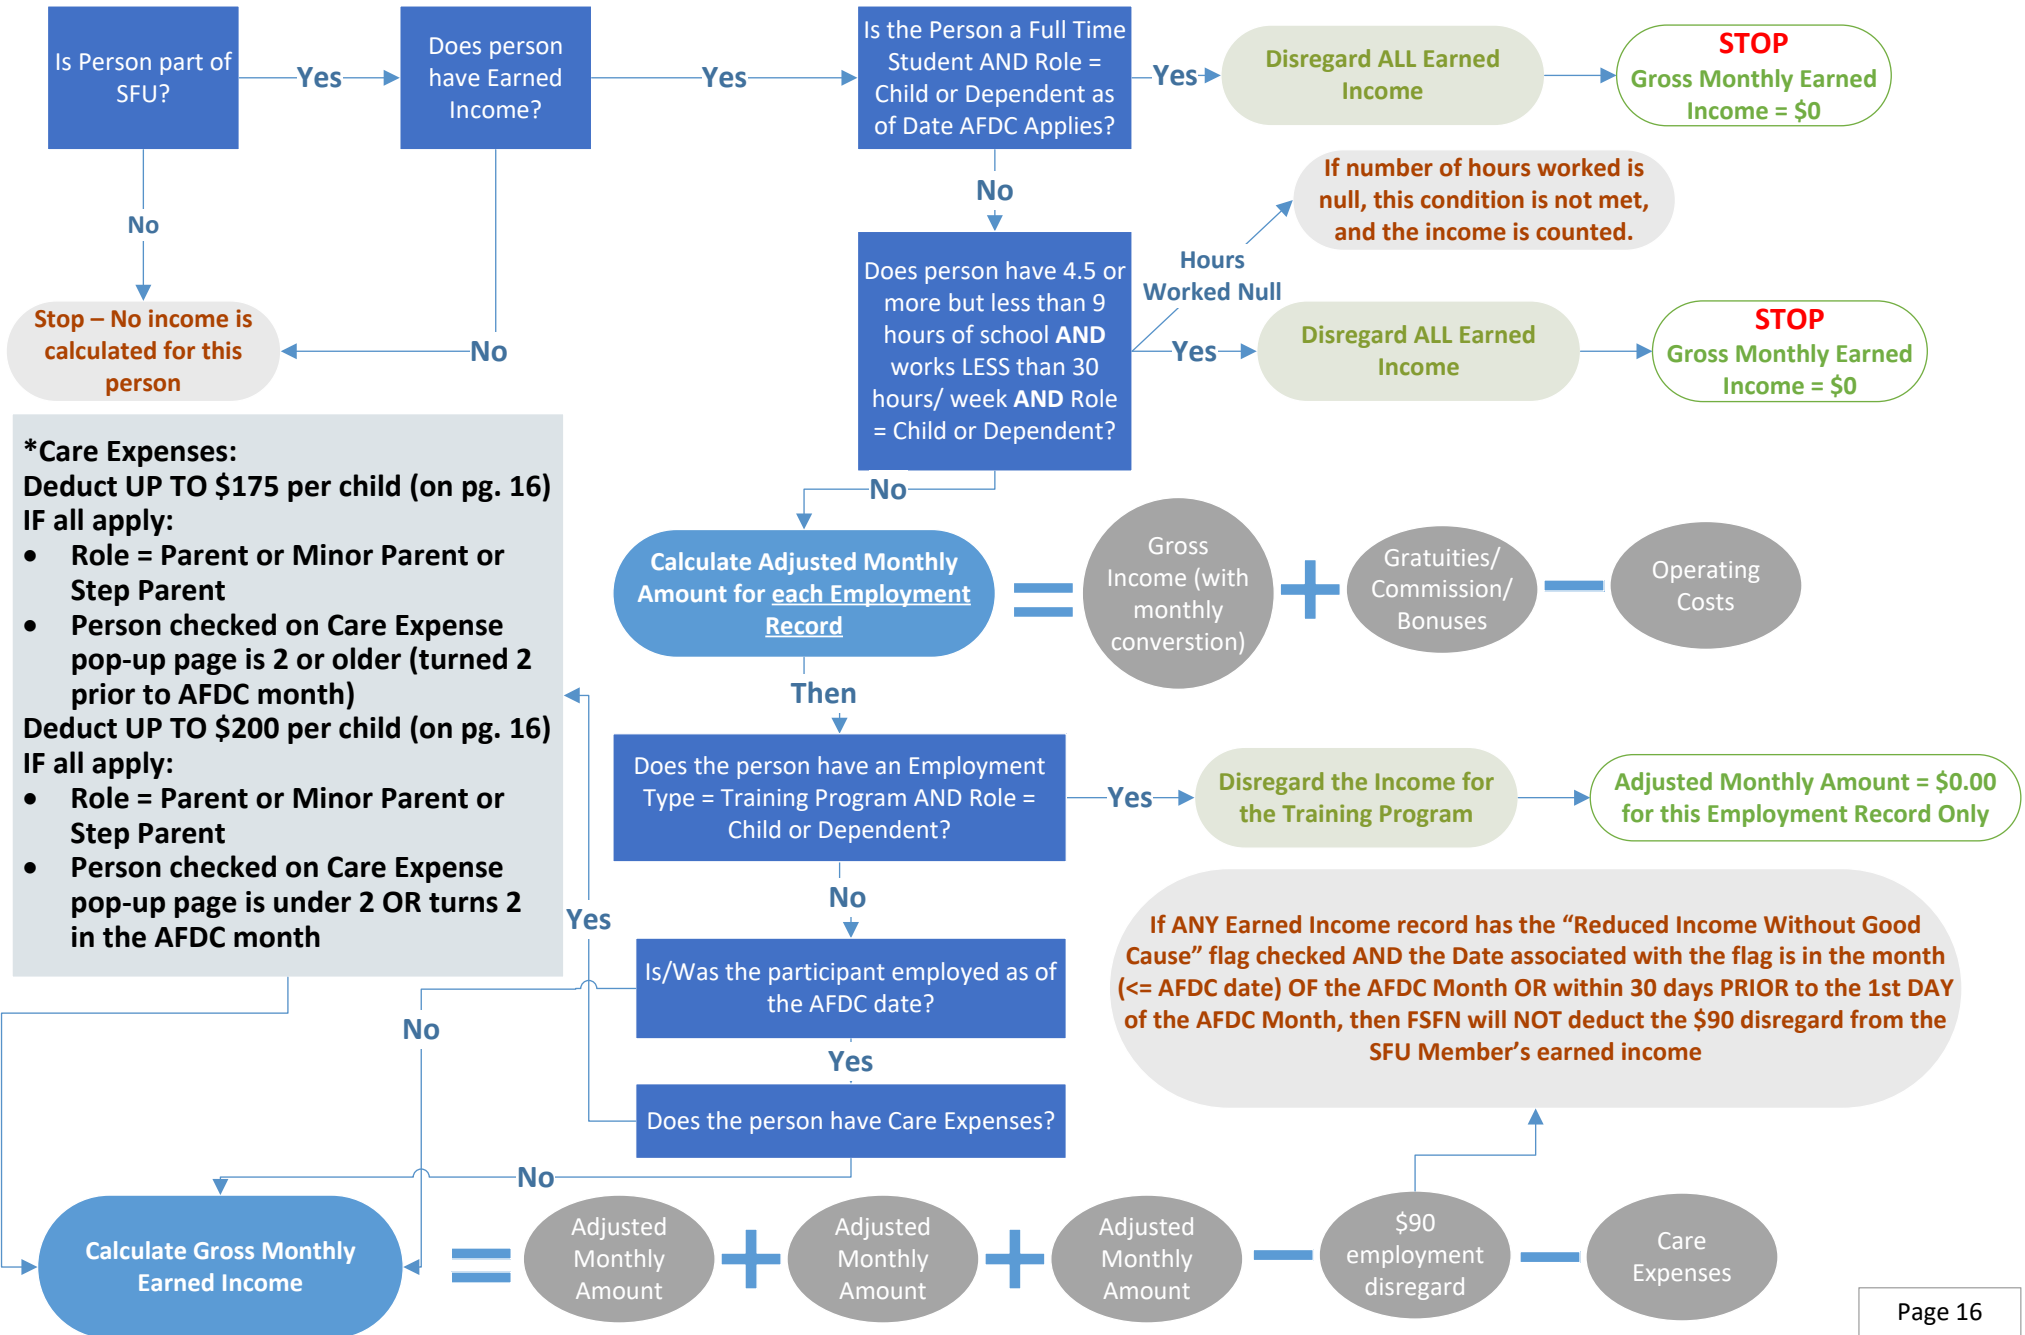 Is Person part of
SFU?
Yes
Does person
have Earned
Income?
Yes
Is the Person a Full Time
Student AND Role =
Child or Dependent as
of Date AFDC Applies?
Yes
Disregard ALL Earned
Income
STOP
Gross Monthly Earned
Income = $0
No
No
If number of hours worked is
null, this condition is not met,
and the income is counted.
Hours
Worked Null
Does person have 4.5 or
more but less than 9
hours of school AND
works LESS than 30
hours/ week AND Role
= Child or Dependent?
Yes
Disregard ALL Earned
Income
STOP
Gross Monthly Earned
Income = $0
Stop – No income is
calculated for this
person
No
*Care Expenses:
Deduct UP TO $175 per child (on pg. 16)
IF all apply:
• Role = Parent or Minor Parent or
Step Parent
• Person checked on Care Expense
pop-up page is 2 or older (turned 2
prior to AFDC month)
Deduct UP TO $200 per child (on pg. 16)
IF all apply:
• Role = Parent or Minor Parent or
Step Parent
• Person checked on Care Expense
pop-up page is under 2 OR turns 2
in the AFDC month
No
Calculate Adjusted Monthly
Amount for each Employment
Record
Gross
Income (with
monthly
converstion)
Gratuities/
Commission/
Bonuses
Operating
Costs
Then
Does the person have an Employment
Type = Training Program AND Role =
Child or Dependent?
Yes
Disregard the Income for
the Training Program
Adjusted Monthly Amount = $0.00
for this Employment Record Only
No
Yes
Is/Was the participant employed as of
the AFDC date?
No
Yes
If ANY Earned Income record has the “Reduced Income Without Good
Cause” flag checked AND the Date associated with the flag is in the month
(<= AFDC date) OF the AFDC Month OR within 30 days PRIOR to the 1st DAY
of the AFDC Month, then FSFN will NOT deduct the $90 disregard from the
SFU Member’s earned income
Does the person have Care Expenses?
No
Calculate Gross Monthly
Earned Income
Adjusted
Monthly
Amount
Adjusted
Monthly
Amount
Adjusted
Monthly
Amount
$90
employment
disregard
Care
Expenses
Page 16